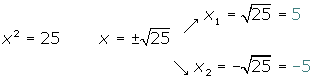 x₁ = √25 = 5
x² = 25 x = ±√25
x₂ = −√25 = −5